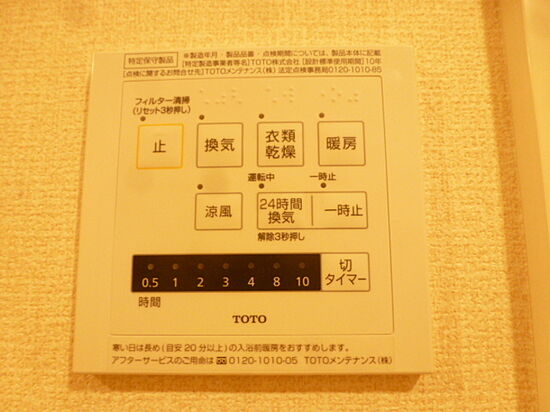 特定保守製品
※製造年月・製品品番・点検期間については、製品本体に記載
[特定製造事業者等名]TOTO株式会社 [設計標準使用期間]10年
[点検に関するお問合せ先]TOTOメンテナンス(株) 法定点検事務局0120-1010-85
フィルター清掃
(リセット3秒押し)
止
換気
衣類
乾燥
暖房
運転中
一時止
涼風
24時間
換気
一時止
解除3秒押し
0.5 1 2 3 4 8 10
切
タイマー
時間
TOTO
寒い日は長め(目安20分以上)の入浴前暖房をおすすめします。
アフターサービスのご用命は 0120-1010-05 TOTOメンテナンス(株)